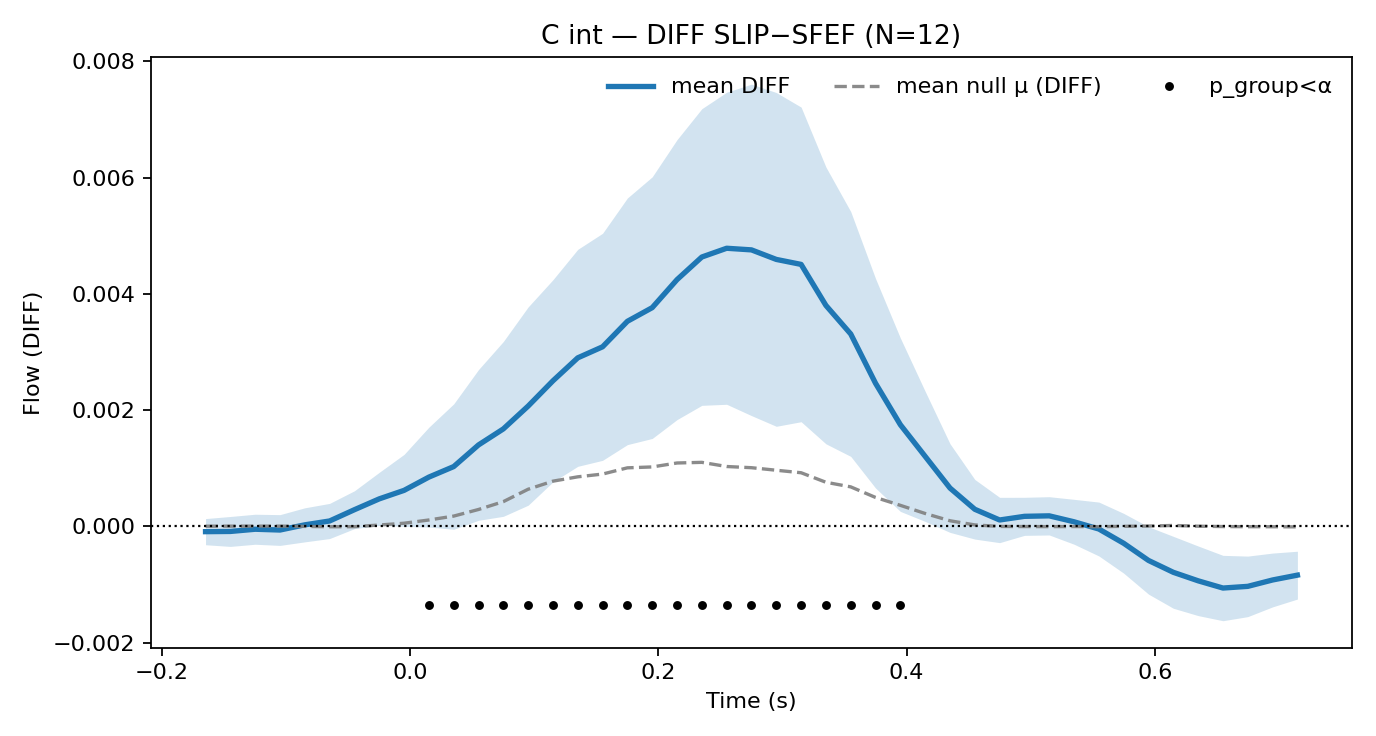 C int — DIFF SLIP−SFEF (N=12)
mean DIFF
mean null μ (DIFF)
p_group<α
Flow (DIFF)
0.008
0.006
0.004
0.002
0.000
−0.002
−0.2
0.0
0.2
0.4
0.6
Time (s)